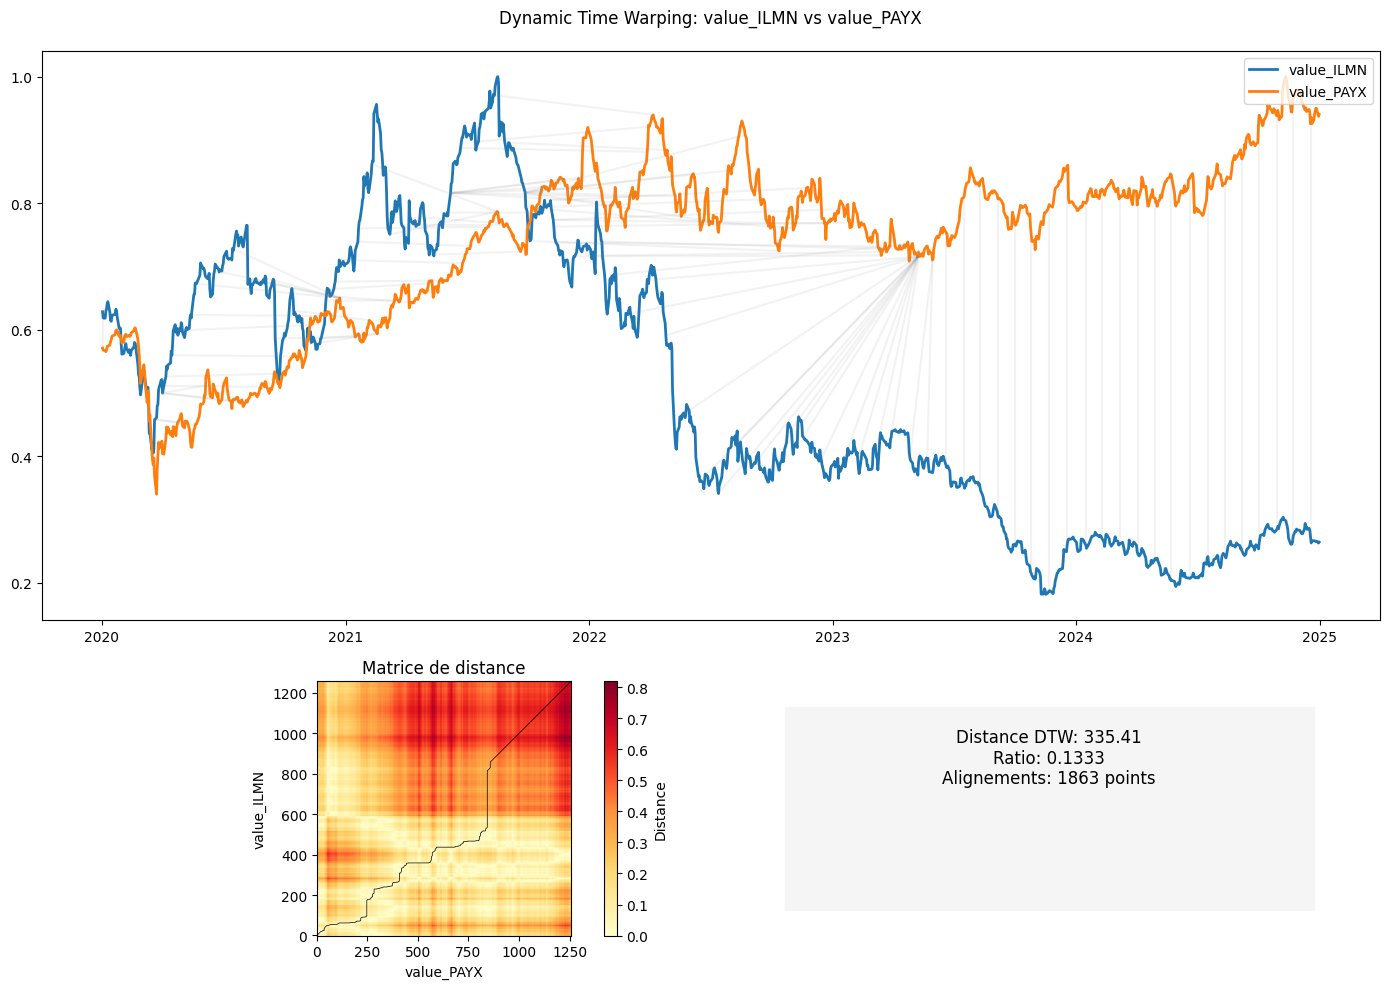 Dynamic Time Warping: value_ILMN vs value_PAYX
value_ILMN
value_PAYX
1.0
0.8
0.6
0.4
0.2
2020 2021 2022 2023 2024 2025
Matrice de distance
1200
1000
800
600
400
200
0
value_ILMN
0 250 500 750 1000 1250
value_PAYX
0.8
0.7
0.6
0.5
0.4
0.3
0.2
0.1
0.0
Distance
Distance DTW: 335.41
Ratio: 0.1333
Alignements: 1863 points